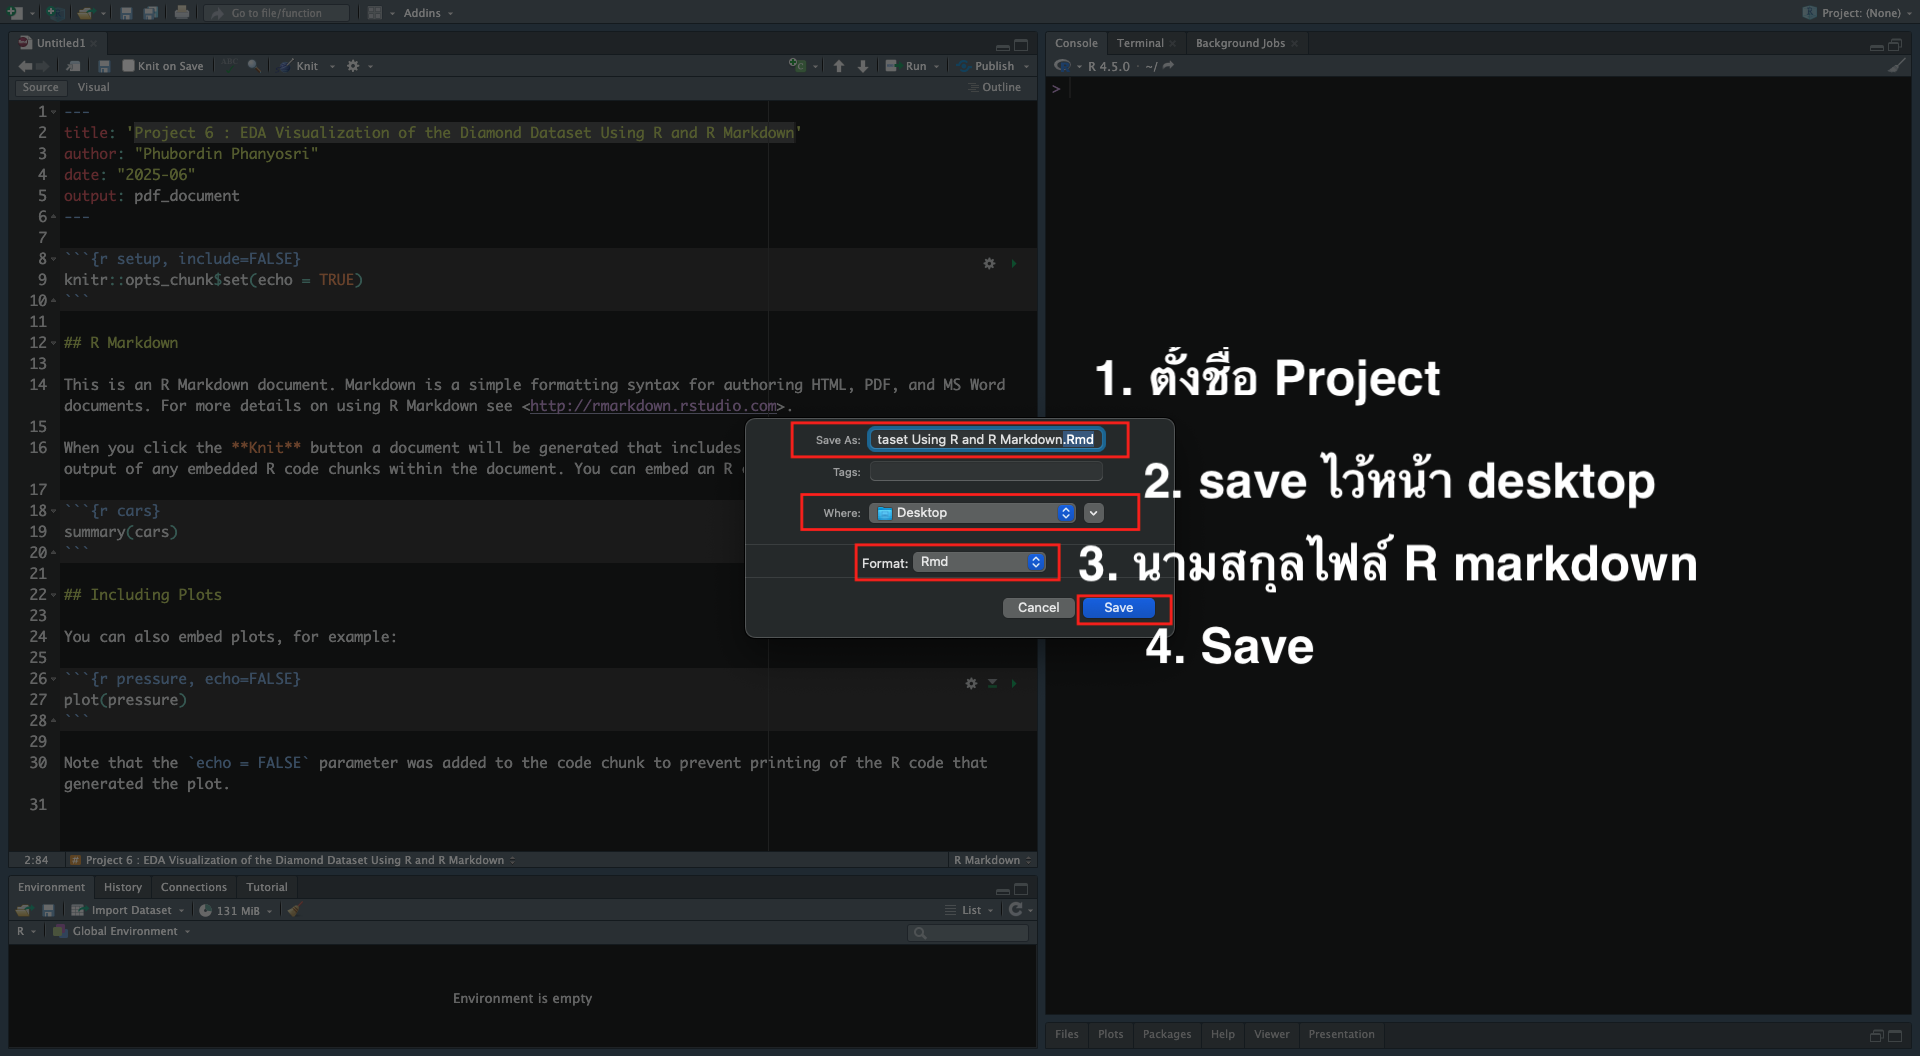 Go to file/function
Addins
Project: (None)
Untitled1
Knit on Save
ABC
Knit
Run
Publish
Source Visual
Outline
1 ---
2 title: 'Project 6 : EDA Visualization of the Diamond Dataset Using R and R Markdown'
3 author: "Phubordin Phanyosri"
4 date: "2025-06"
5 output: pdf_document
6 ---
7
8 ```{r setup, include=FALSE}
9 knitr::opts_chunk$set(echo = TRUE)
10 ```
11
12 ## R Markdown
13
14 This is an R Markdown document. Markdown is a simple formatting syntax for authoring HTML, PDF, and MS Word
documents. For more details on using R Markdown see <http://rmarkdown.rstudio.com>.
15
16 When you click the **Knit** button a document will be generated that includes
output of any embedded R code chunks within the document. You can embed an R
17
18 ```{r cars}
19 summary(cars)
20 ```
21
22 ## Including Plots
23
24 You can also embed plots, for example:
25
26 ```{r pressure, echo=FALSE}
27 plot(pressure)
28 ```
29
30 Note that the `echo = FALSE` parameter was added to the code chunk to prevent printing of the R code that
generated the plot.
31
2:84 # Project 6 : EDA Visualization of the Diamond Dataset Using R and R Markdown
R Markdown
Environment History Connections Tutorial
Import Dataset 131 MiB
List
R Global Environment
Environment is empty
Console Terminal Background Jobs
R 4.5.0 · ~/
>
Save As: taset Using R and R Markdown.Rmd
Tags:
Where: Desktop
Format: Rmd
Cancel Save
1. ตั้งชื่อ Project
2. save ไว้หน้า desktop
3. นามสกุลไฟล์ R markdown
4. Save
Files Plots Packages Help Viewer Presentation